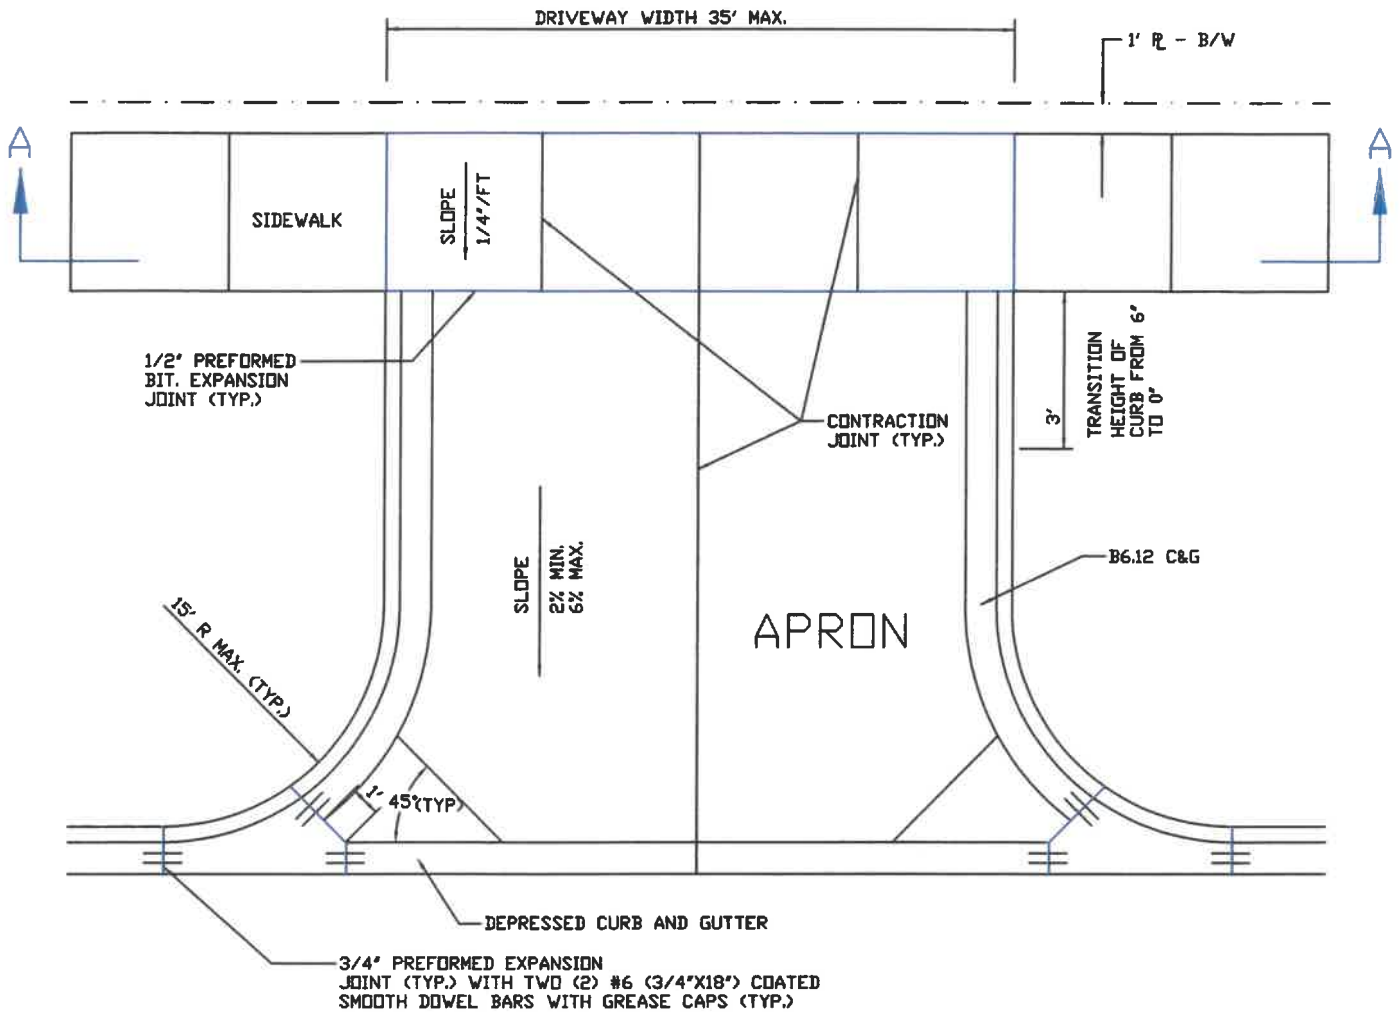 DRIVEWAY WIDTH 35' MAX.
1' ℄ - B/W
A
A
SIDEWALK
SLOPE
1/4"/FT
1/2" PREFORMED
BIT. EXPANSION
JOINT (TYP.)
CONTRACTION
JOINT (TYP.)
3'
TRANSITION
HEIGHT OF
CURB FROM 6"
TO 0"
SLOPE
2% MIN.
6% MAX.
B6.12 C&G
APRON
15' R MAX. (TYP.)
1'
45°(TYP)
DEPRESSED CURB AND GUTTER
3/4" PREFORMED EXPANSION
JOINT (TYP.) WITH TWO (2) #6 (3/4"X18") COATED
SMOOTH DOWEL BARS WITH GREASE CAPS (TYP.)